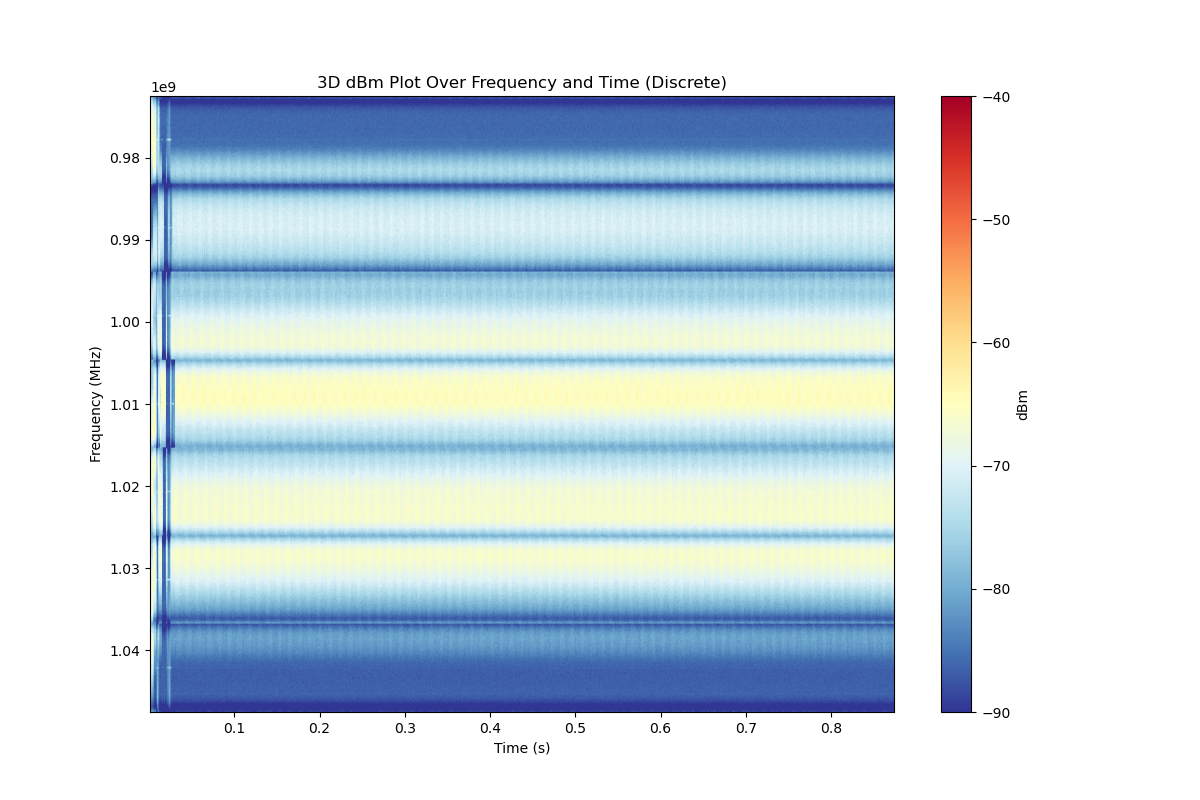 3D dBm Plot Over Frequency and Time (Discrete)
1e9
0.98
0.99
1.00
1.01
1.02
1.03
1.04
Frequency (MHz)
0.1 0.2 0.3 0.4 0.5 0.6 0.7 0.8
Time (s)
−40
−50
−60
−70
−80
−90
dBm